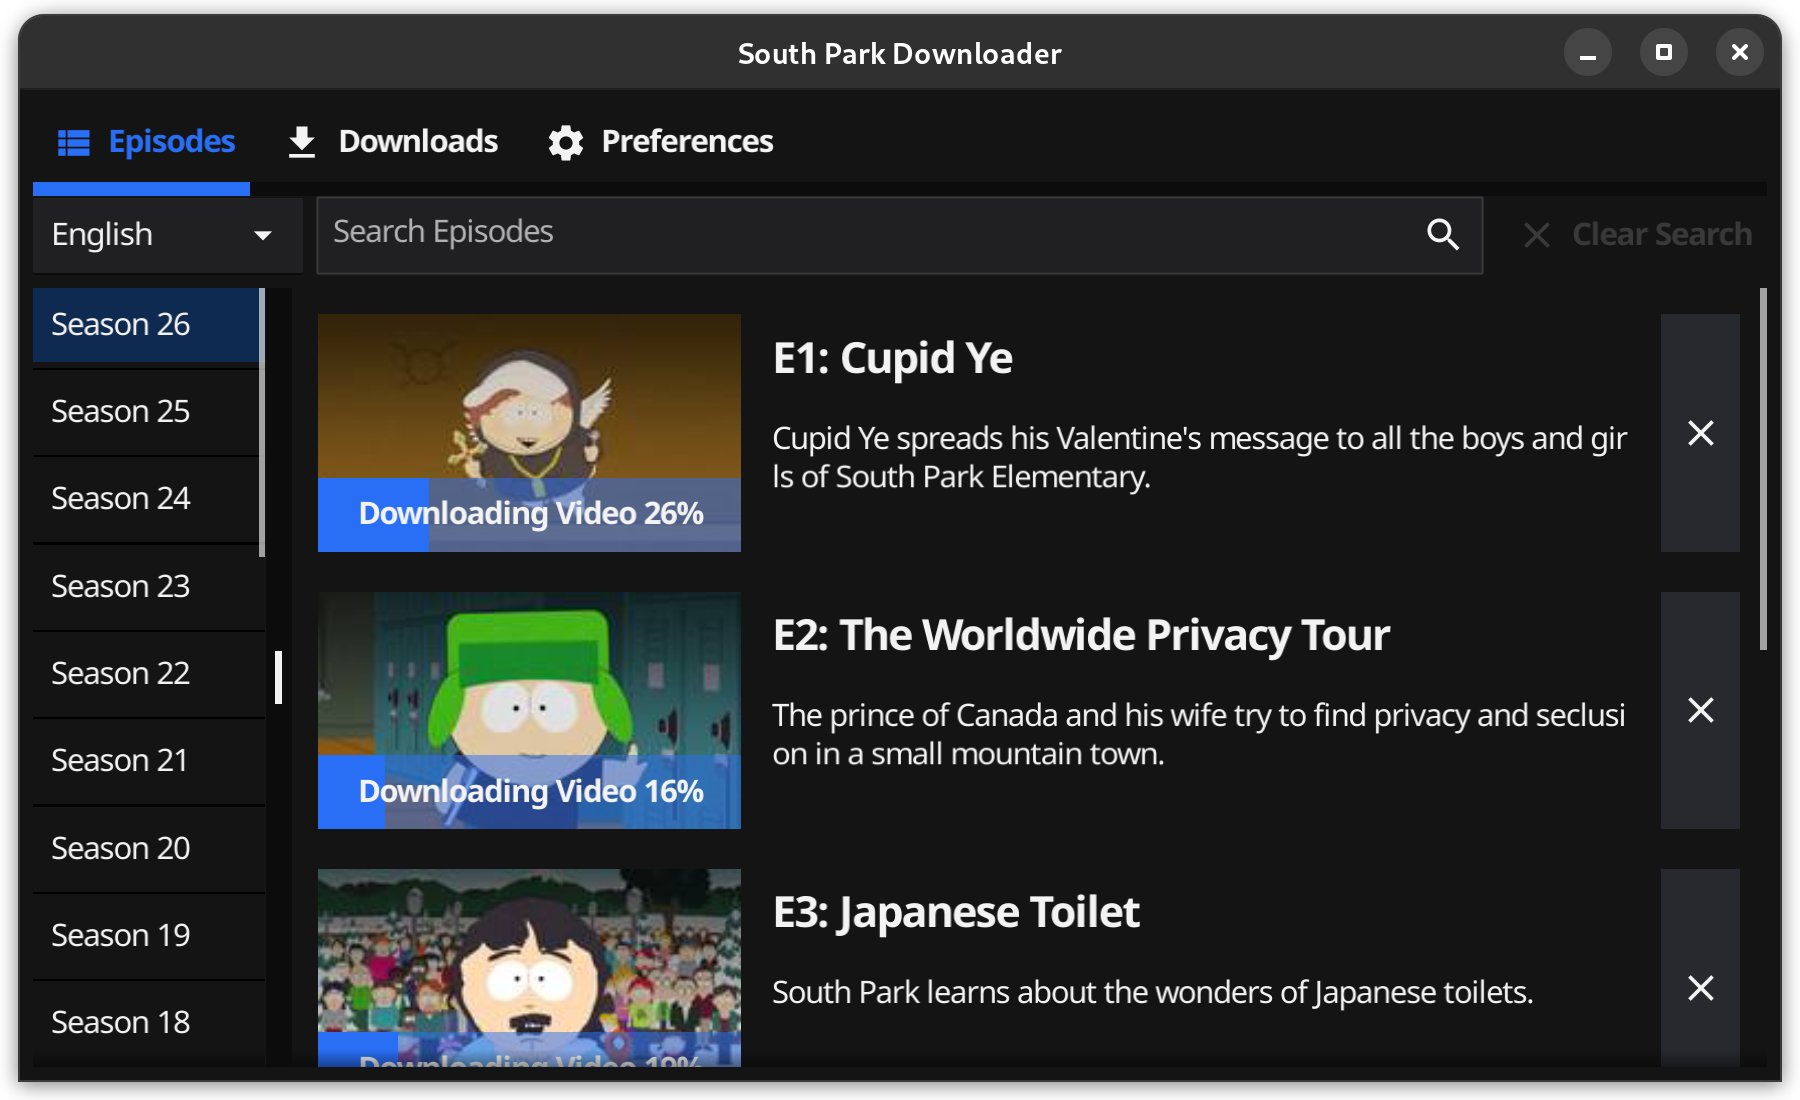 South Park Downloader
Episodes
Downloads
Preferences
English
Search Episodes
Clear Search
Season 26
Season 25
Season 24
Season 23
Season 22
Season 21
Season 20
Season 19
Season 18
Downloading Video 26%
E1: Cupid Ye
Cupid Ye spreads his Valentine's message to all the boys and gir
ls of South Park Elementary.
Downloading Video 16%
E2: The Worldwide Privacy Tour
The prince of Canada and his wife try to find privacy and seclusi
on in a small mountain town.
Downloading Video 19%
E3: Japanese Toilet
South Park learns about the wonders of Japanese toilets.